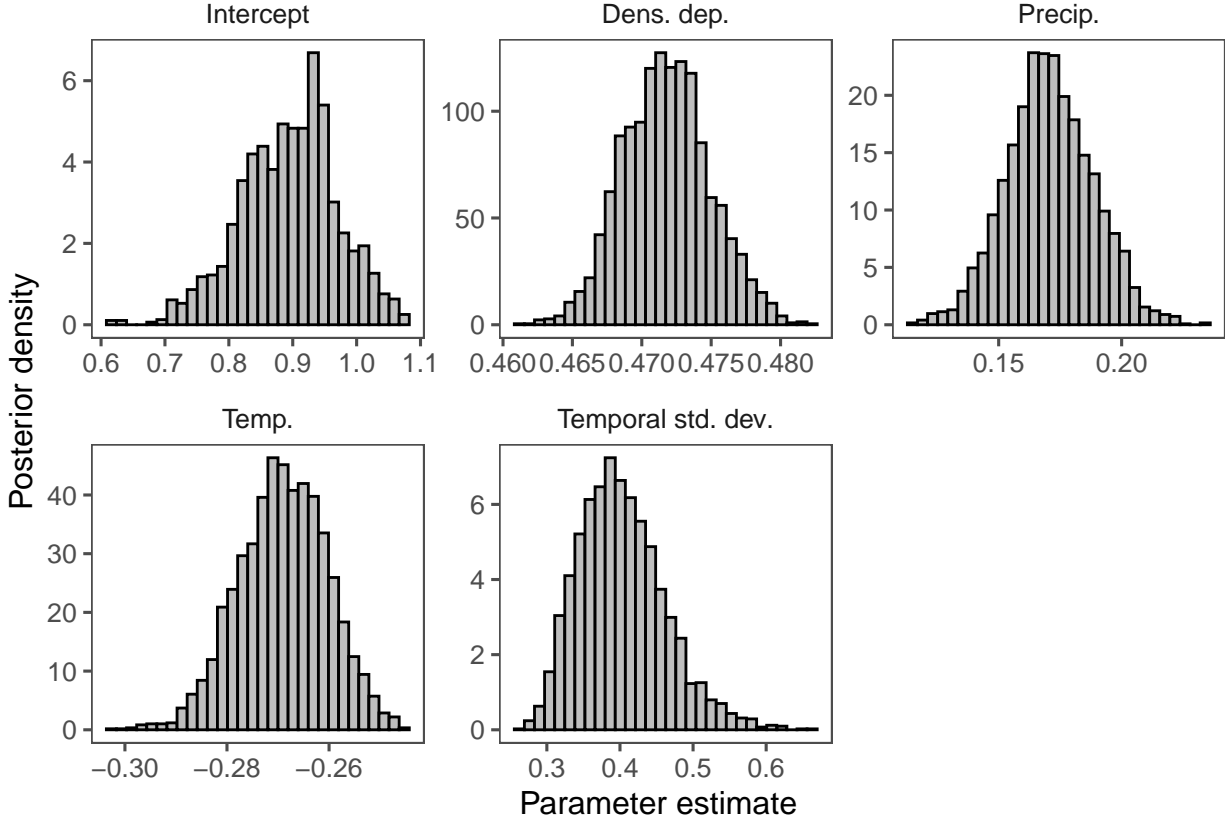 Intercept
Dens. dep.
Precip.
6
4
2
0
100
50
0
20
15
10
5
0
0.6 0.7 0.8 0.9 1.0 1.1
0.460 0.465 0.470 0.475 0.480
0.15 0.20
Posterior density
Temp.
Temporal std. dev.
40
30
20
10
0
6
4
2
0
−0.30 −0.28 −0.26
0.3 0.4 0.5 0.6
Parameter estimate